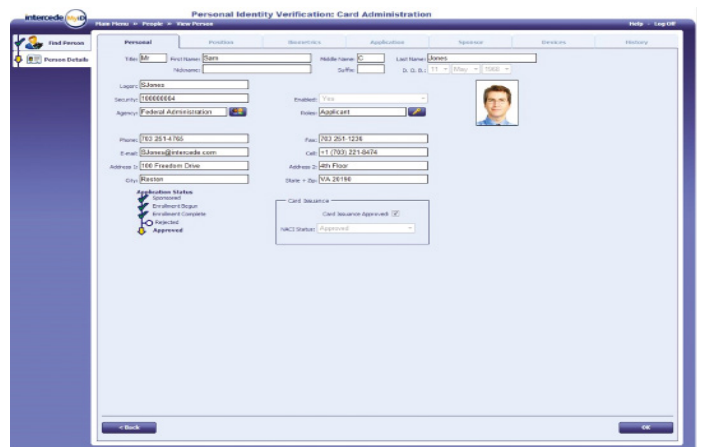 Personal Identity Verification: Card Administration
intercede MyID
Main Menu » People » View Person
Help - Log Off
Find Person
Person Details
Personal Position Biometrics Application Sponsor Devices History
Title: Mr First Name: Sam Middle Name: C Last Name: Jones
Nickname: Suffix: D. O. B.: 11 May 1968
Logon: SJones
Security: 100000004 Enabled: Yes
Agency: Federal Administration Roles: Applicant
Phone: 703 251-4765 Fax: 703 251-1236
E-mail: SJones@intercede.com Cell: +1 (703) 221-8474
Address 1: 100 Freedom Drive Address 2: 4th Floor
City: Reston State + Zip: VA 20190
Application Status
Sponsored
Enrollment Begun
Enrollment Complete
Rejected
Approved
Card Issuance
Card Issuance Approved:
NACI Status: Approved
< Back
OK